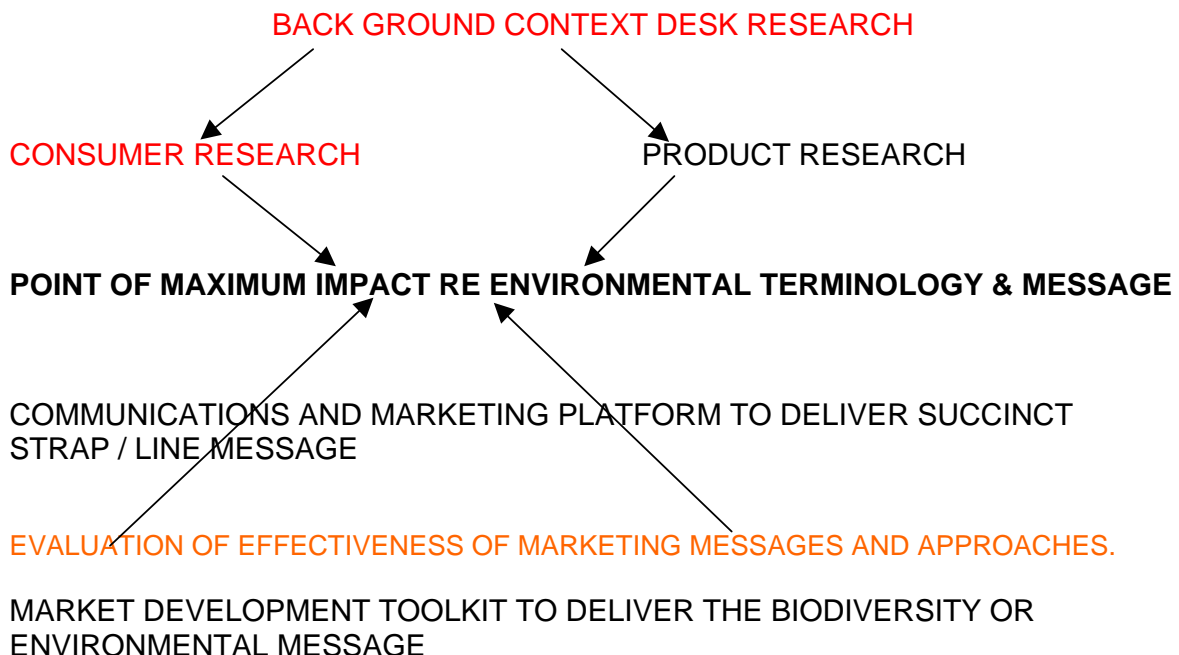 BACK GROUND CONTEXT DESK RESEARCH
CONSUMER RESEARCH PRODUCT RESEARCH
POINT OF MAXIMUM IMPACT RE ENVIRONMENTAL TERMINOLOGY & MESSAGE
COMMUNICATIONS AND MARKETING PLATFORM TO DELIVER SUCCINCT
STRAP / LINE MESSAGE
EVALUATION OF EFFECTIVENESS OF MARKETING MESSAGES AND APPROACHES.
MARKET DEVELOPMENT TOOLKIT TO DELIVER THE BIODIVERSITY OR
ENVIRONMENTAL MESSAGE